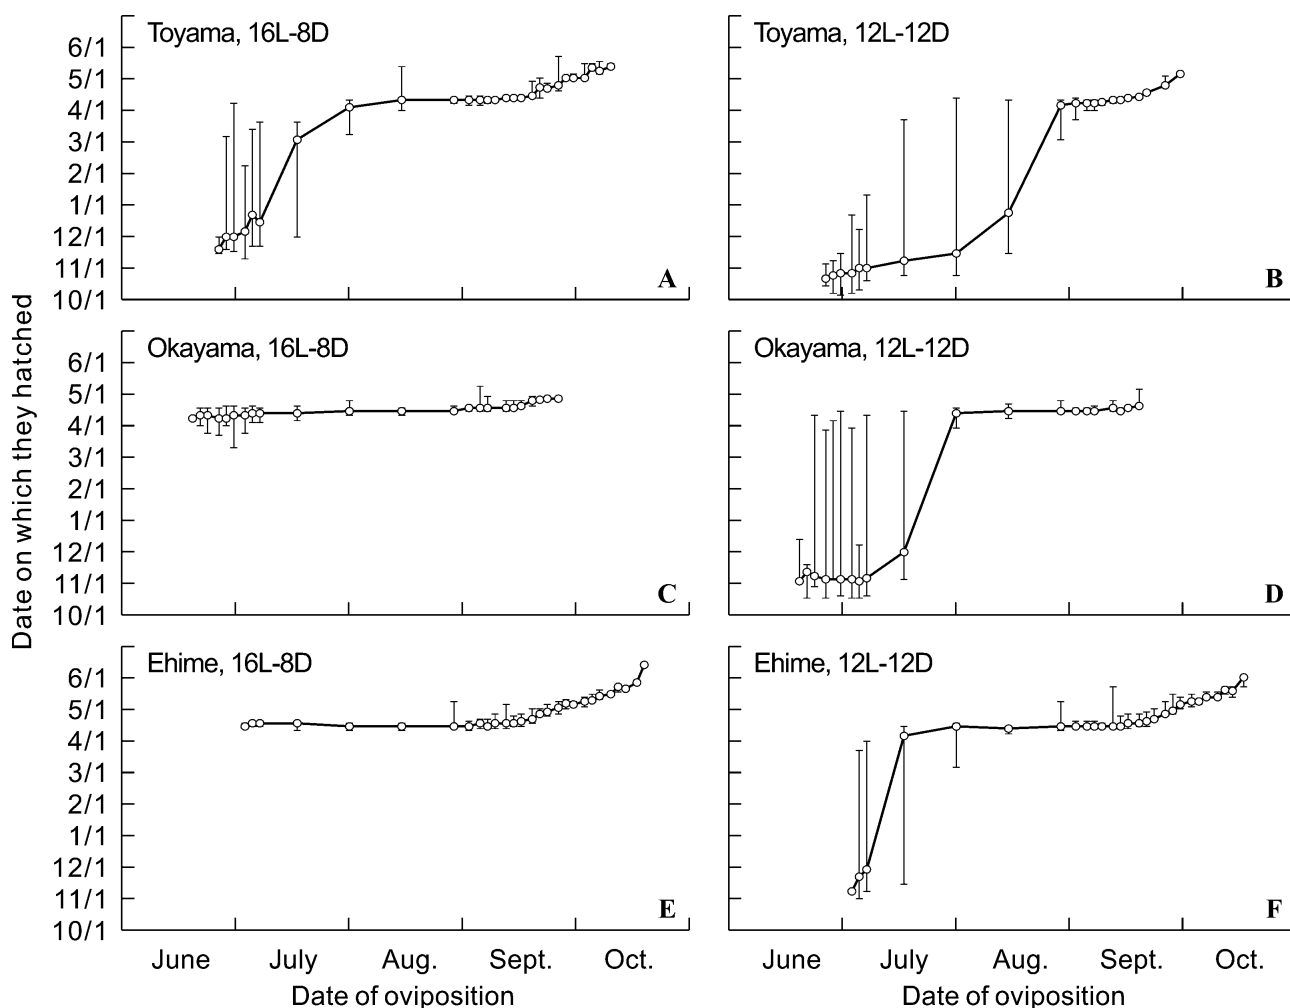 Toyama, 16L-8D
6/1
5/1
4/1
3/1
2/1
1/1
12/1
11/1
10/1
A
Toyama, 12L-12D
B
Okayama, 16L-8D
6/1
5/1
4/1
3/1
2/1
1/1
12/1
11/1
10/1
C
Okayama, 12L-12D
D
Ehime, 16L-8D
6/1
5/1
4/1
3/1
2/1
1/1
12/1
11/1
10/1
E
Ehime, 12L-12D
F
Date on which they hatched
June July Aug. Sept. Oct.
June July Aug. Sept. Oct.
Date of oviposition
Date of oviposition